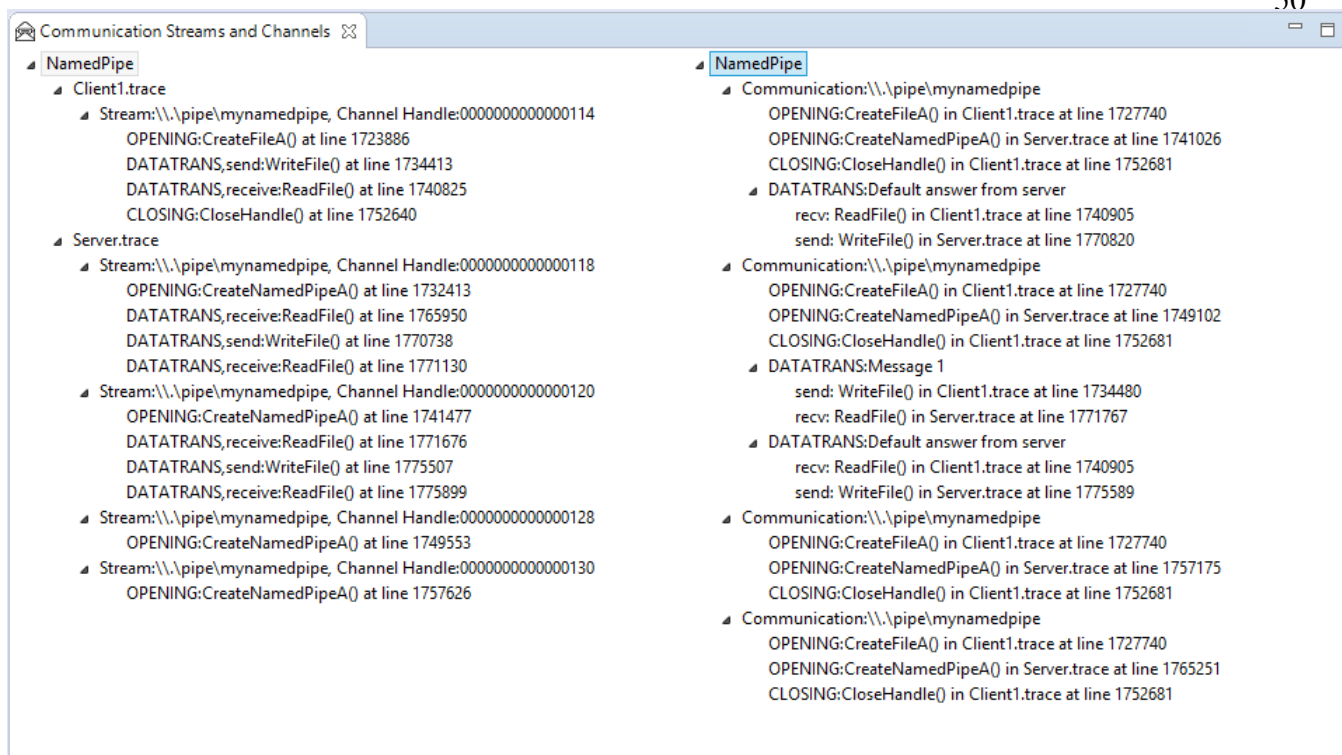 Communication Streams and Channels
NamedPipe
Client1.trace
Stream:\\.\pipe\mynamedpipe, Channel Handle:0000000000000114
OPENING:CreateFileA() at line 1723886
DATATRANS,send:WriteFile() at line 1734413
DATATRANS,receive:ReadFile() at line 1740825
CLOSING:CloseHandle() at line 1752640
Server.trace
Stream:\\.\pipe\mynamedpipe, Channel Handle:0000000000000118
OPENING:CreateNamedPipeA() at line 1732413
DATATRANS,receive:ReadFile() at line 1765950
DATATRANS,send:WriteFile() at line 1770738
DATATRANS,receive:ReadFile() at line 1771130
Stream:\\.\pipe\mynamedpipe, Channel Handle:0000000000000120
OPENING:CreateNamedPipeA() at line 1741477
DATATRANS,receive:ReadFile() at line 1771676
DATATRANS,send:WriteFile() at line 1775507
DATATRANS,receive:ReadFile() at line 1775899
Stream:\\.\pipe\mynamedpipe, Channel Handle:0000000000000128
OPENING:CreateNamedPipeA() at line 1749553
Stream:\\.\pipe\mynamedpipe, Channel Handle:0000000000000130
OPENING:CreateNamedPipeA() at line 1757626
NamedPipe
Communication:\\.\pipe\mynamedpipe
OPENING:CreateFileA() in Client1.trace at line 1727740
OPENING:CreateNamedPipeA() in Server.trace at line 1741026
CLOSING:CloseHandle() in Client1.trace at line 1752681
DATATRANS:Default answer from server
recv: ReadFile() in Client1.trace at line 1740905
send: WriteFile() in Server.trace at line 1770820
Communication:\\.\pipe\mynamedpipe
OPENING:CreateFileA() in Client1.trace at line 1727740
OPENING:CreateNamedPipeA() in Server.trace at line 1749102
CLOSING:CloseHandle() in Client1.trace at line 1752681
DATATRANS:Message 1
send: WriteFile() in Client1.trace at line 1734480
recv: ReadFile() in Server.trace at line 1771767
DATATRANS:Default answer from server
recv: ReadFile() in Client1.trace at line 1740905
send: WriteFile() in Server.trace at line 1775589
Communication:\\.\pipe\mynamedpipe
OPENING:CreateFileA() in Client1.trace at line 1727740
OPENING:CreateNamedPipeA() in Server.trace at line 1757175
CLOSING:CloseHandle() in Client1.trace at line 1752681
Communication:\\.\pipe\mynamedpipe
OPENING:CreateFileA() in Client1.trace at line 1727740
OPENING:CreateNamedPipeA() in Server.trace at line 1765251
CLOSING:CloseHandle() in Client1.trace at line 1752681